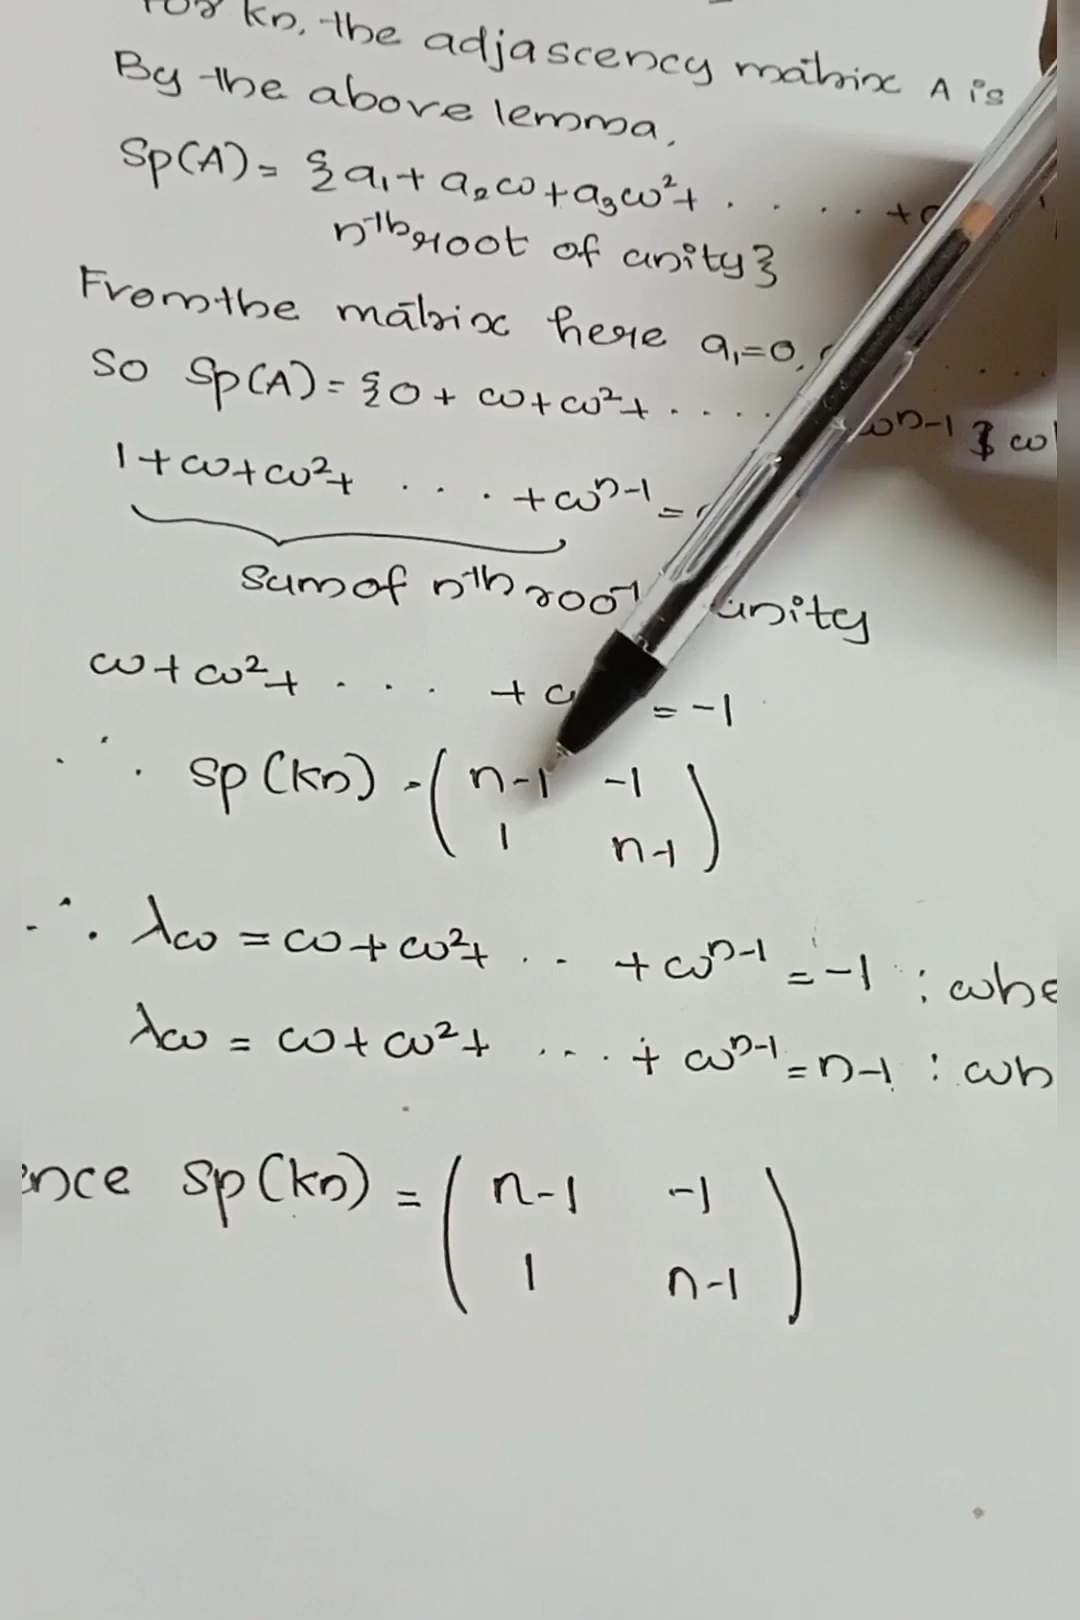 For kn, the adjascency matrix A is
By the above lemma,
Sp(A) = {a₁ + a₂ω + a₃ω² + . . . . +
nth root of unity}
From the matrix here a₁=0,
So Sp(A) = {0 + ω + ω² + . . . . ωⁿ⁻¹ }
1 + ω + ω² + . . . + ωⁿ⁻¹ =
Sum of nth root unity
ω + ω² + . . . + = -1
∴ Sp (kn) = ( n-1 -1
1 n-1 )
∴ λω = ω + ω² + . . + ωⁿ⁻¹ = -1 :
λω = ω + ω² + . . . . + ωⁿ⁻¹ = n-1 :
Sp (kn) = ( n-1 -1
1 n-1 )